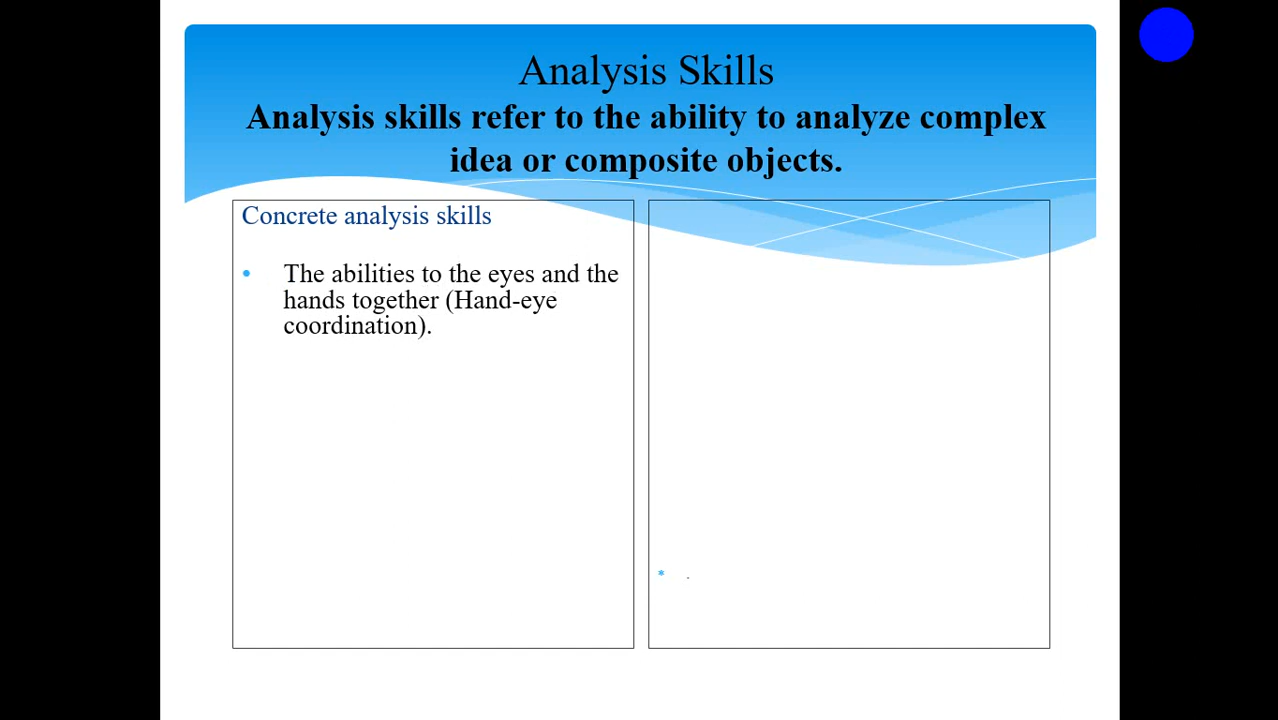 Analysis Skills
Analysis skills refer to the ability to analyze complex
idea or composite objects.
Concrete analysis skills
• The abilities to the eyes and the
hands together (Hand-eye
coordination).
* .